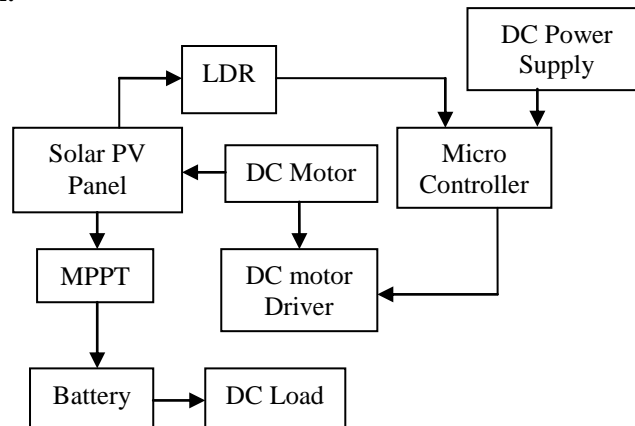 DC Power
Supply
LDR
Solar PV
Panel
DC Motor
Micro
Controller
MPPT
DC motor
Driver
Battery
DC Load